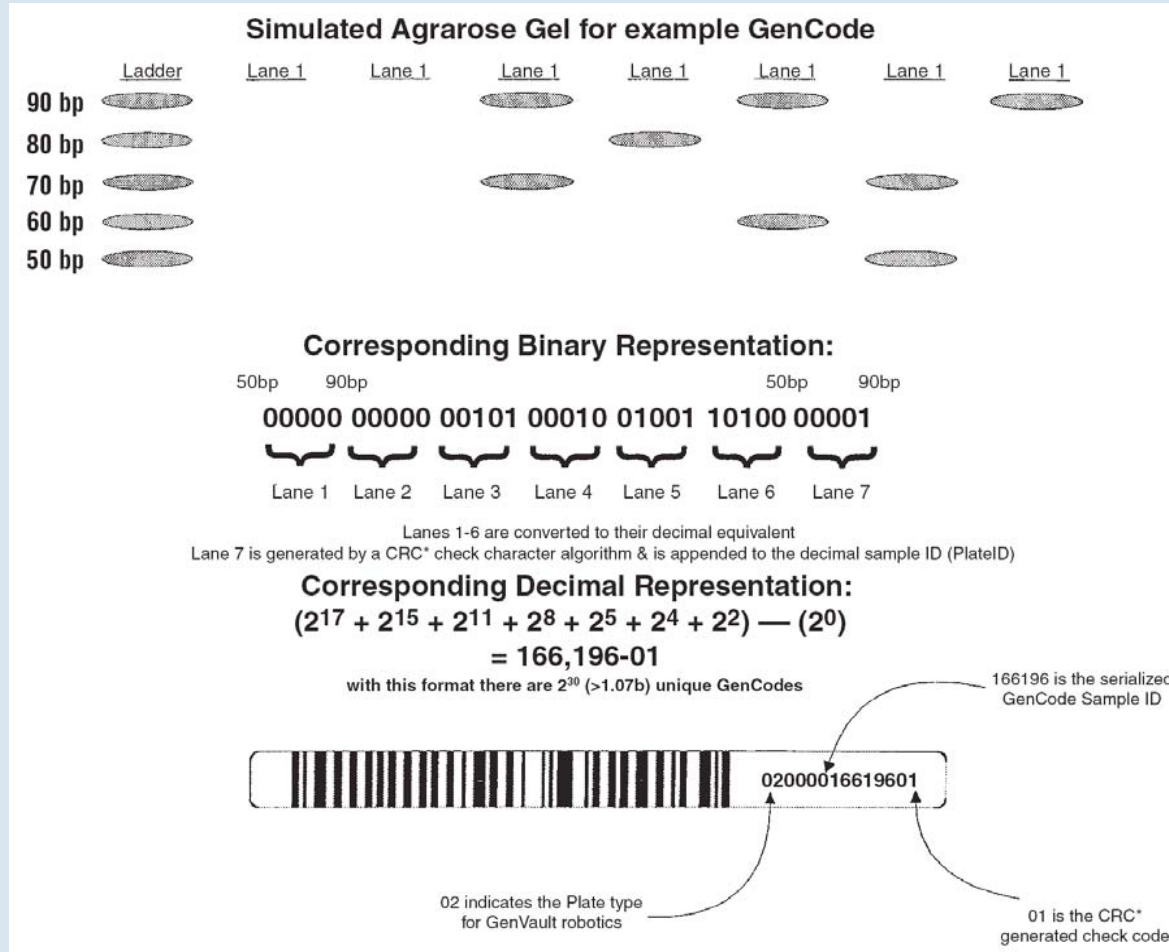 Simulated Agrarose Gel for example GenCode
Ladder Lane 1 Lane 1 Lane 1 Lane 1 Lane 1 Lane 1 Lane 1
90 bp
80 bp
70 bp
60 bp
50 bp
Corresponding Binary Representation:
50bp 90bp 50bp 90bp
00000 00000 00101 00010 01001 10100 00001
Lane 1 Lane 2 Lane 3 Lane 4 Lane 5 Lane 6 Lane 7
Lanes 1-6 are converted to their decimal equivalent
Lane 7 is generated by a CRC* check character algorithm & is appended to the decimal sample ID (PlateID)
Corresponding Decimal Representation:
(2¹⁷ + 2¹⁵ + 2¹¹ + 2⁸ + 2⁵ + 2⁴ + 2²) — (2⁰)
= 166,196-01
with this format there are 2³⁰ (>1.07b) unique GenCodes
166196 is the serialized
GenCode Sample ID
02000016619601
02 indicates the Plate type
for GenVault robotics
01 is the CRC*
generated check code